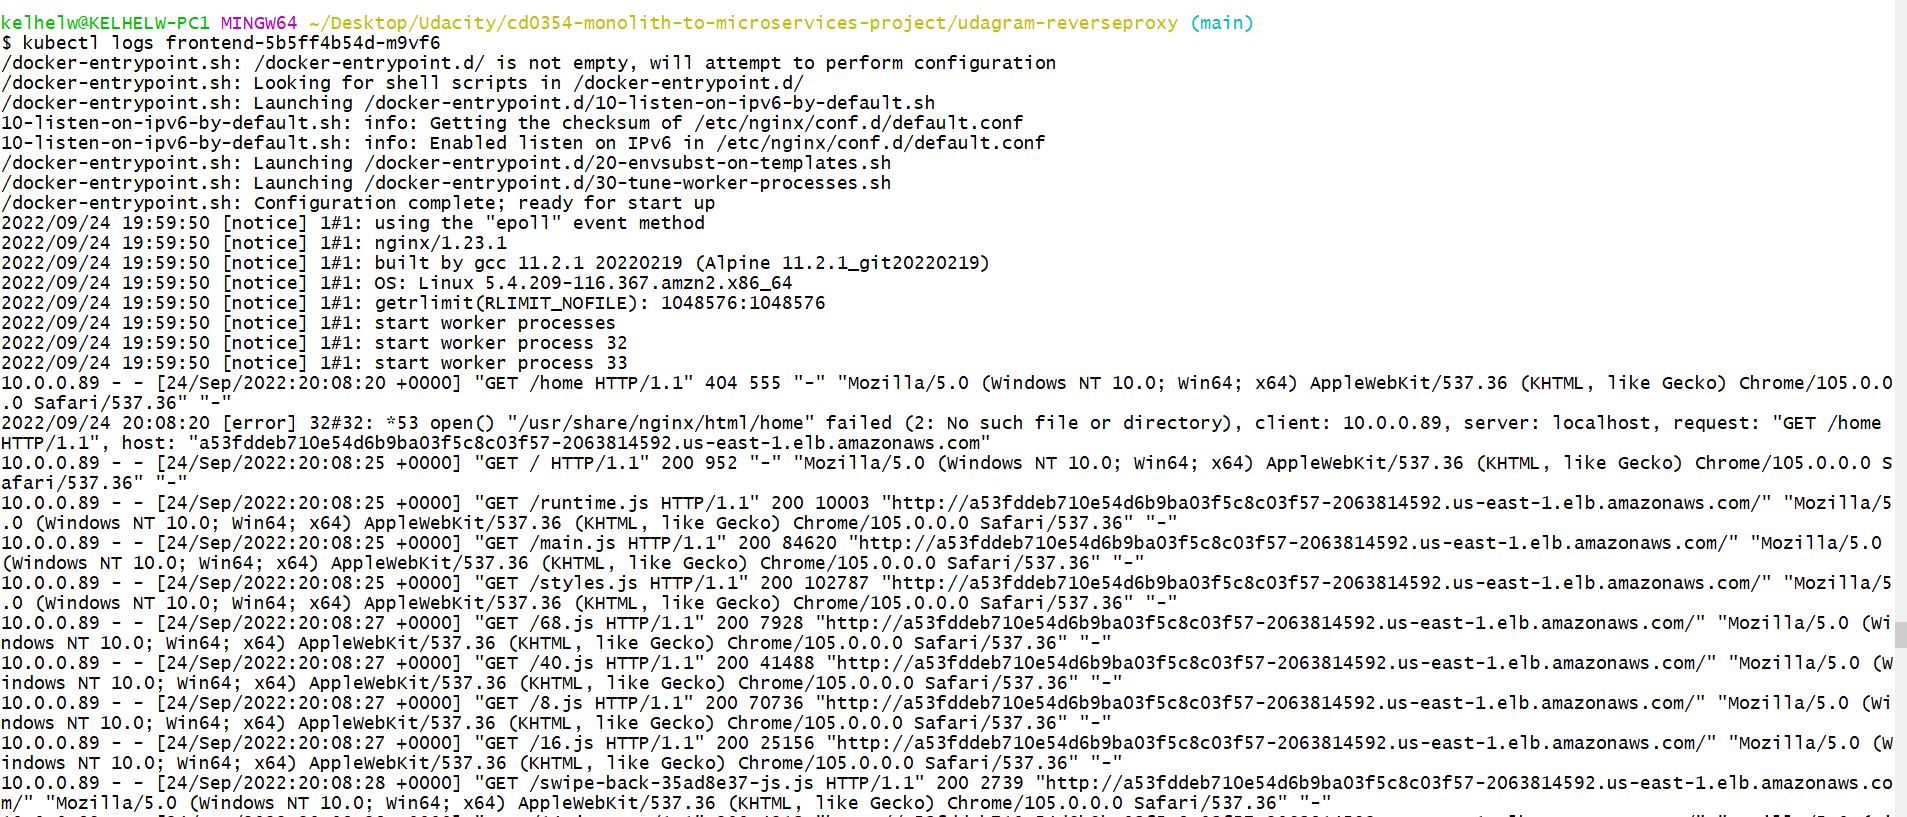 kelhelw@KELHELW-PC1 MINGW64 ~/Desktop/Udacity/cd0354-monolith-to-microservices-project/udagram-reverseproxy (main)
$ kubectl logs frontend-5b5ff4b54d-m9vf6
/docker-entrypoint.sh: /docker-entrypoint.d/ is not empty, will attempt to perform configuration
/docker-entrypoint.sh: Looking for shell scripts in /docker-entrypoint.d/
/docker-entrypoint.sh: Launching /docker-entrypoint.d/10-listen-on-ipv6-by-default.sh
10-listen-on-ipv6-by-default.sh: info: Getting the checksum of /etc/nginx/conf.d/default.conf
10-listen-on-ipv6-by-default.sh: info: Enabled listen on IPv6 in /etc/nginx/conf.d/default.conf
/docker-entrypoint.sh: Launching /docker-entrypoint.d/20-envsubst-on-templates.sh
/docker-entrypoint.sh: Launching /docker-entrypoint.d/30-tune-worker-processes.sh
/docker-entrypoint.sh: Configuration complete; ready for start up
2022/09/24 19:59:50 [notice] 1#1: using the "epoll" event method
2022/09/24 19:59:50 [notice] 1#1: nginx/1.23.1
2022/09/24 19:59:50 [notice] 1#1: built by gcc 11.2.1 20220219 (Alpine 11.2.1_git20220219)
2022/09/24 19:59:50 [notice] 1#1: OS: Linux 5.4.209-116.367.amzn2.x86_64
2022/09/24 19:59:50 [notice] 1#1: getrlimit(RLIMIT_NOFILE): 1048576:1048576
2022/09/24 19:59:50 [notice] 1#1: start worker processes
2022/09/24 19:59:50 [notice] 1#1: start worker process 32
2022/09/24 19:59:50 [notice] 1#1: start worker process 33
10.0.0.89 - - [24/Sep/2022:20:08:20 +0000] "GET /home HTTP/1.1" 404 555 "-" "Mozilla/5.0 (Windows NT 10.0; Win64; x64) AppleWebKit/537.36 (KHTML, like Gecko) Chrome/105.0.0
.0 Safari/537.36" "-"
2022/09/24 20:08:20 [error] 32#32: *53 open() "/usr/share/nginx/html/home" failed (2: No such file or directory), client: 10.0.0.89, server: localhost, request: "GET /home
HTTP/1.1", host: "a53fddeb710e54d6b9ba03f5c8c03f57-2063814592.us-east-1.elb.amazonaws.com"
10.0.0.89 - - [24/Sep/2022:20:08:25 +0000] "GET / HTTP/1.1" 200 952 "-" "Mozilla/5.0 (Windows NT 10.0; Win64; x64) AppleWebKit/537.36 (KHTML, like Gecko) Chrome/105.0.0.0 S
afari/537.36" "-"
10.0.0.89 - - [24/Sep/2022:20:08:25 +0000] "GET /runtime.js HTTP/1.1" 200 10003 "http://a53fddeb710e54d6b9ba03f5c8c03f57-2063814592.us-east-1.elb.amazonaws.com/" "Mozilla/5
.0 (Windows NT 10.0; Win64; x64) AppleWebKit/537.36 (KHTML, like Gecko) Chrome/105.0.0.0 Safari/537.36" "-"
10.0.0.89 - - [24/Sep/2022:20:08:25 +0000] "GET /main.js HTTP/1.1" 200 84620 "http://a53fddeb710e54d6b9ba03f5c8c03f57-2063814592.us-east-1.elb.amazonaws.com/" "Mozilla/5.0
(Windows NT 10.0; Win64; x64) AppleWebKit/537.36 (KHTML, like Gecko) Chrome/105.0.0.0 Safari/537.36" "-"
10.0.0.89 - - [24/Sep/2022:20:08:25 +0000] "GET /styles.js HTTP/1.1" 200 102787 "http://a53fddeb710e54d6b9ba03f5c8c03f57-2063814592.us-east-1.elb.amazonaws.com/" "Mozilla/5
.0 (Windows NT 10.0; Win64; x64) AppleWebKit/537.36 (KHTML, like Gecko) Chrome/105.0.0.0 Safari/537.36" "-"
10.0.0.89 - - [24/Sep/2022:20:08:27 +0000] "GET /68.js HTTP/1.1" 200 7928 "http://a53fddeb710e54d6b9ba03f5c8c03f57-2063814592.us-east-1.elb.amazonaws.com/" "Mozilla/5.0 (Wi
ndows NT 10.0; Win64; x64) AppleWebKit/537.36 (KHTML, like Gecko) Chrome/105.0.0.0 Safari/537.36" "-"
10.0.0.89 - - [24/Sep/2022:20:08:27 +0000] "GET /40.js HTTP/1.1" 200 41488 "http://a53fddeb710e54d6b9ba03f5c8c03f57-2063814592.us-east-1.elb.amazonaws.com/" "Mozilla/5.0 (W
indows NT 10.0; Win64; x64) AppleWebKit/537.36 (KHTML, like Gecko) Chrome/105.0.0.0 Safari/537.36" "-"
10.0.0.89 - - [24/Sep/2022:20:08:27 +0000] "GET /8.js HTTP/1.1" 200 70736 "http://a53fddeb710e54d6b9ba03f5c8c03f57-2063814592.us-east-1.elb.amazonaws.com/" "Mozilla/5.0 (Wi
ndows NT 10.0; Win64; x64) AppleWebKit/537.36 (KHTML, like Gecko) Chrome/105.0.0.0 Safari/537.36" "-"
10.0.0.89 - - [24/Sep/2022:20:08:27 +0000] "GET /16.js HTTP/1.1" 200 25156 "http://a53fddeb710e54d6b9ba03f5c8c03f57-2063814592.us-east-1.elb.amazonaws.com/" "Mozilla/5.0 (W
indows NT 10.0; Win64; x64) AppleWebKit/537.36 (KHTML, like Gecko) Chrome/105.0.0.0 Safari/537.36" "-"
10.0.0.89 - - [24/Sep/2022:20:08:28 +0000] "GET /swipe-back-35ad8e37-js.js HTTP/1.1" 200 2739 "http://a53fddeb710e54d6b9ba03f5c8c03f57-2063814592.us-east-1.elb.amazonaws.co
m/" "Mozilla/5.0 (Windows NT 10.0; Win64; x64) AppleWebKit/537.36 (KHTML, like Gecko) Chrome/105.0.0.0 Safari/537.36" "-"